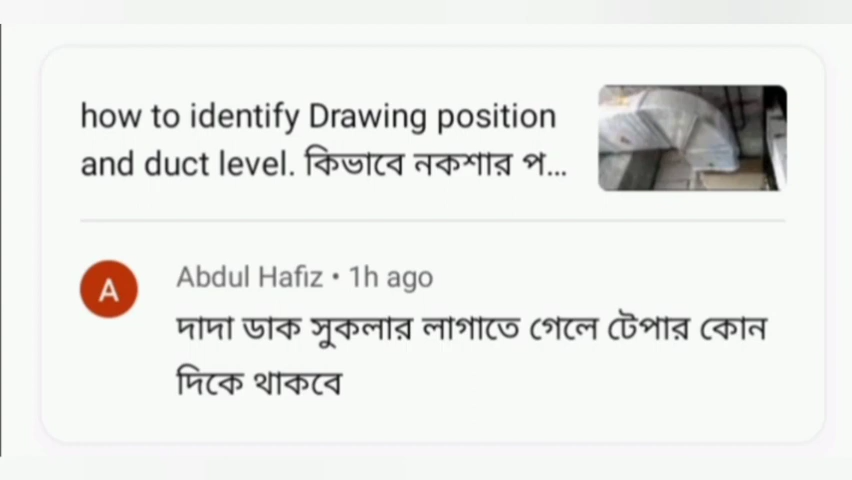 how to identify Drawing position
and duct level. কিভাবে নকশার প...
A
Abdul Hafiz • 1h ago
দাদা ডাক সুকলার লাগাতে গেলে টেপার কোন
দিকে থাকবে